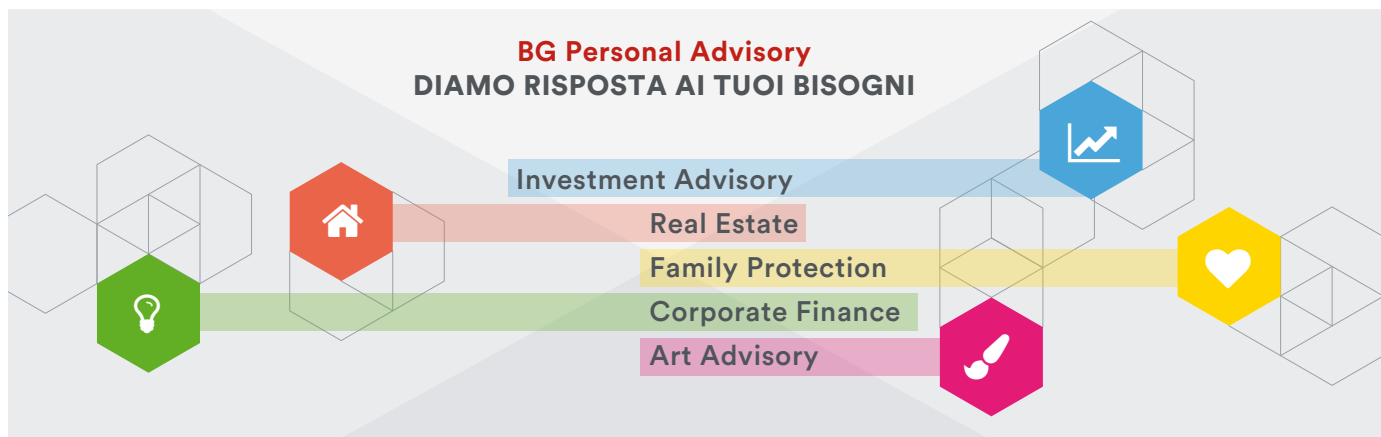 BG Personal Advisory
DIAMO RISPOSTA AI TUOI BISOGNI
Investment Advisory
Real Estate
Family Protection
Corporate Finance
Art Advisory